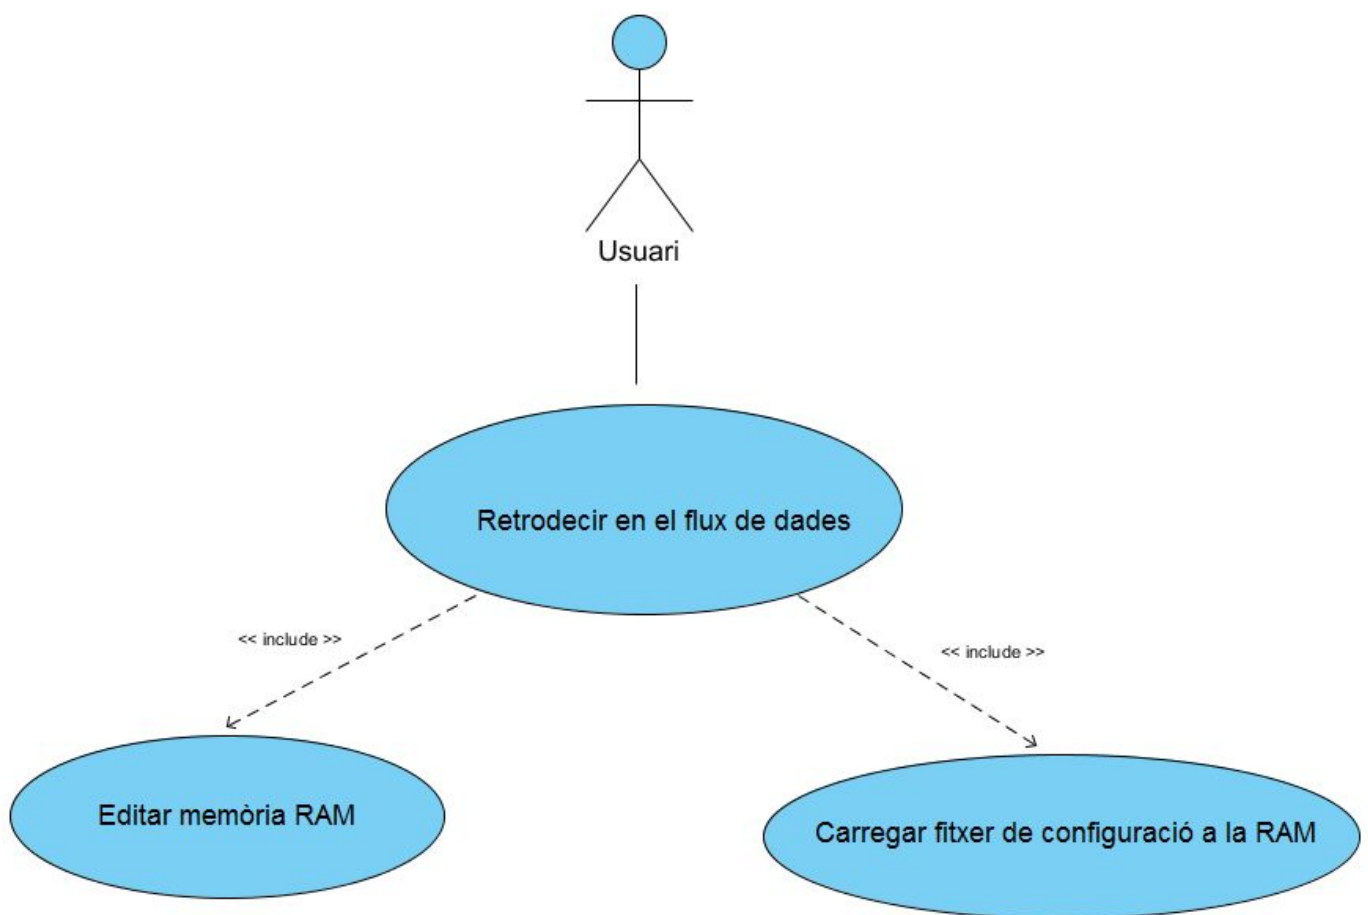 Usuari
Retrodecir en el flux de dades
<< include >>
<< include >>
Editar memòria RAM
Carregar fitxer de configuració a la RAM